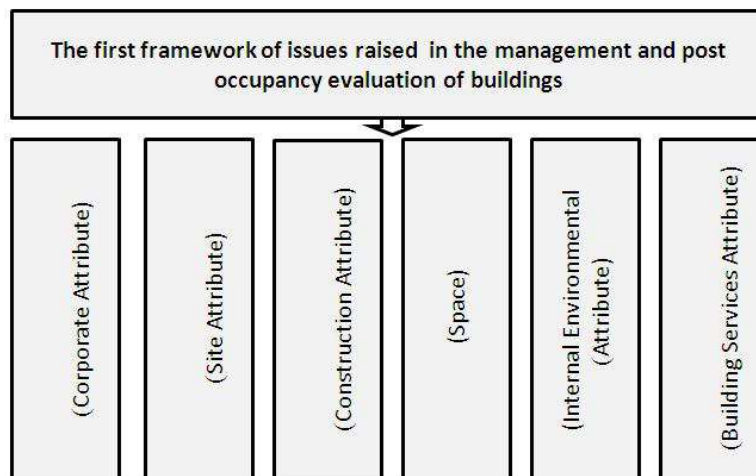 The first framework of issues raised in the management and post
occupancy evaluation of buildings
(Corporate Attribute)
(Site Attribute)
(Construction Attribute)
(Space)
(Internal Environmental
(Attribute)
(Building Services Attribute)